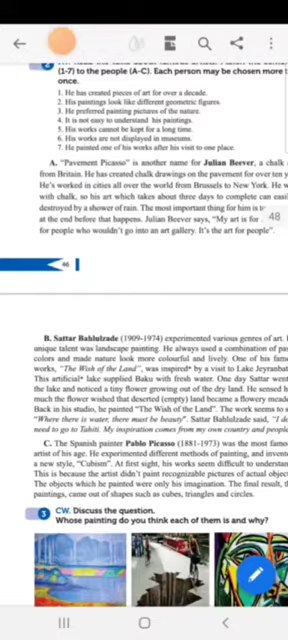 (1-7) to the people (A-C). Each person may be chosen more t
once.
1. He has created pieces of art for over a decade.
2. His paintings look like different geometric figures.
3. He preferred painting pictures of the nature.
4. It is not easy to understand his paintings.
5. His works cannot be kept for a long time.
6. His works are not displayed in museums.
7. He painted one of his works after his visit to one place.
A. "Pavement Picasso" is another name for Julian Beever, a chalk
from Britain. He has created chalk drawings on the pavement for over ten y
He's worked in cities all over the world from Brussels to New York. He w
with chalk, so his art which takes about three days to complete can easi
destroyed by a shower of rain. The most important thing for him is t
at the end before that happens. Julian Beever says, "My art is for
for people who wouldn't go into an art gallery. It's the art for people".
48
46
B. Sattar Bahlulzade (1909-1974) experimented various genres of art.
unique talent was landscape painting. He always used a combination of pas
colors and made nature look more colourful and lively. One of his fam
works, "The Wish of the Land", was inspired by a visit to Lake Jeyranbat
This artificial lake supplied Baku with fresh water. One day Sattar went
the lake and noticed a tiny flower growing out of the dry land. He sensed h
much the flower wished that deserted (empty) land became a flowery meado
Back in his studio, he painted "The Wish of the Land". The work seems to s
"Where there is water, there must be beauty". Sattar Bahlulzade said, "I do
need to go to Tahiti. My inspiration comes from my own country and people
C. The Spanish painter Pablo Picasso (1881-1973) was the most famou
artist of his age. He experimented different methods of painting, and invente
a new style, "Cubism". At first sight, his works seem difficult to understan
This is because the artist didn't paint recognizable pictures of actual objec
The objects which he painted were only his imagination. The final result, th
paintings, came out of shapes such as cubes, triangles and circles.
3 CW. Discuss the question.
Whose painting do you think each of them is and why?